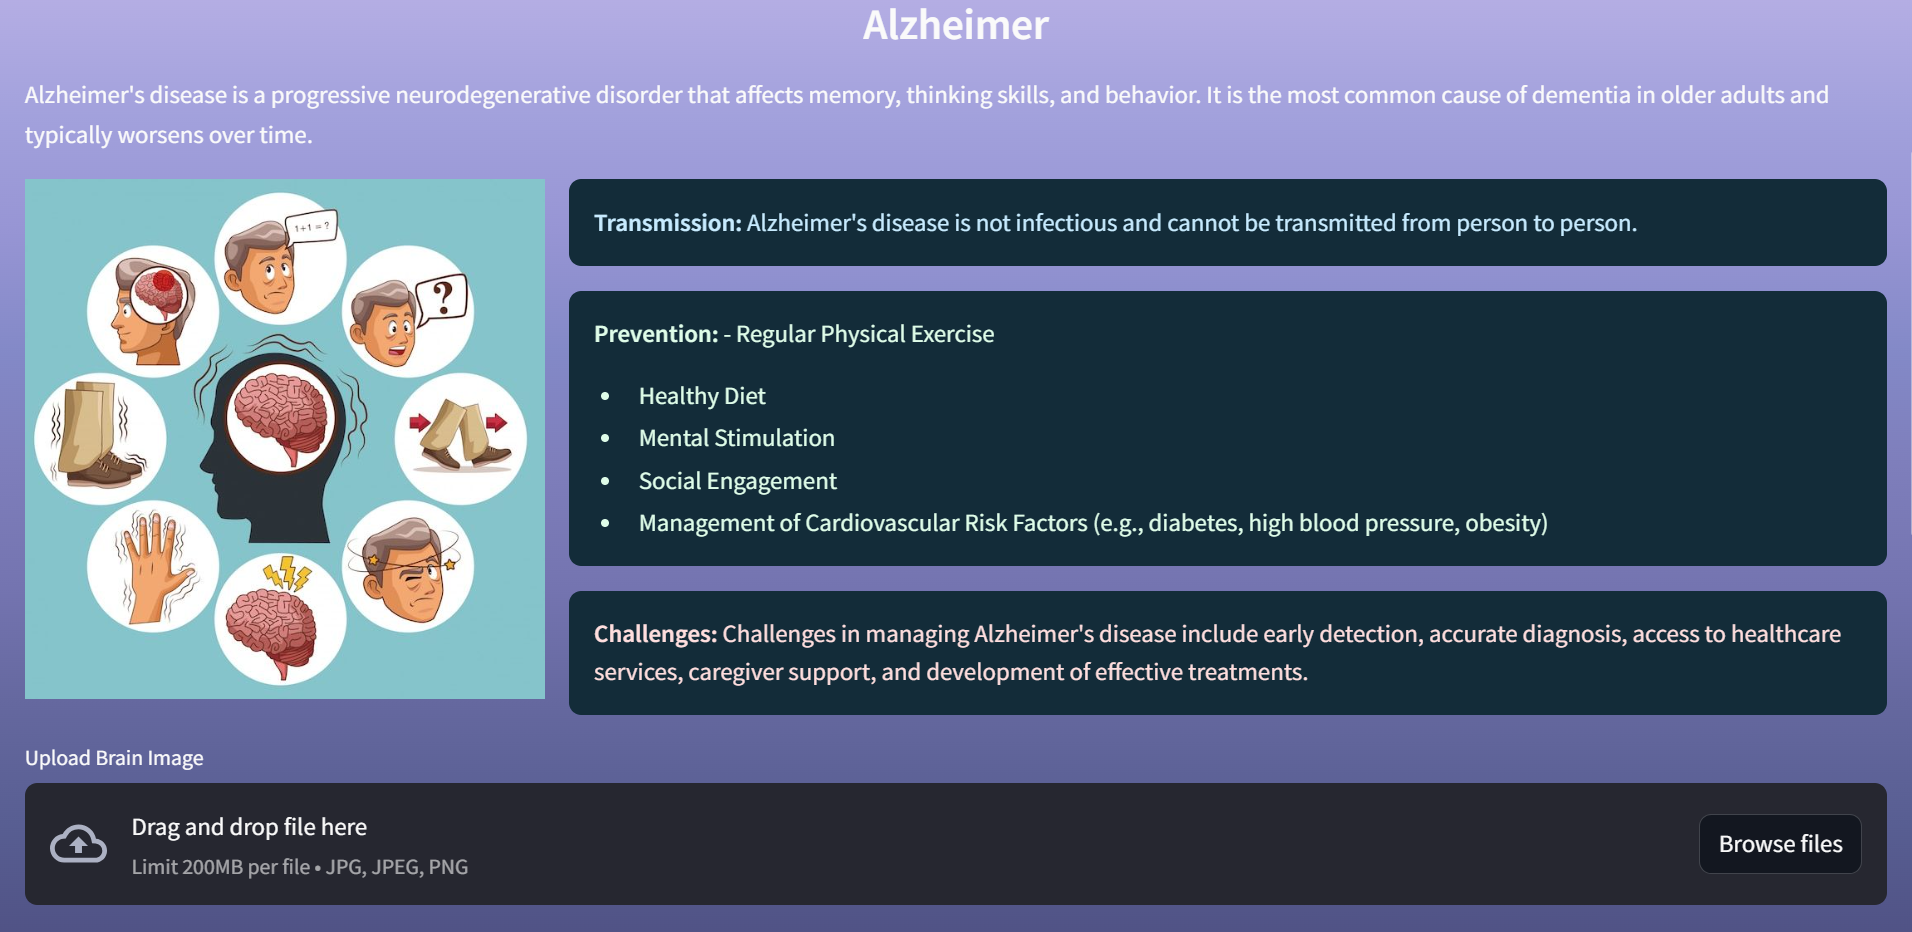 Alzheimer
Alzheimer's disease is a progressive neurodegenerative disorder that affects memory, thinking skills, and behavior. It is the most common cause of dementia in older adults and
typically worsens over time.
1+1 = ?
?
Transmission: Alzheimer's disease is not infectious and cannot be transmitted from person to person.
Prevention: - Regular Physical Exercise
• Healthy Diet
• Mental Stimulation
• Social Engagement
• Management of Cardiovascular Risk Factors (e.g., diabetes, high blood pressure, obesity)
Challenges: Challenges in managing Alzheimer's disease include early detection, accurate diagnosis, access to healthcare
services, caregiver support, and development of effective treatments.
Upload Brain Image
Drag and drop file here
Limit 200MB per file • JPG, JPEG, PNG
Browse files